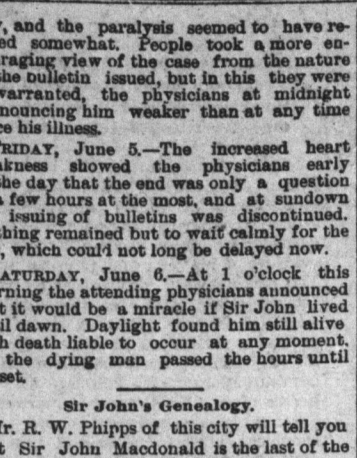 , and the paralysis seemed to have re-
ed somewhat. People took a more en-
raging view of the case from the nature
the bulletin issued, but in this they were
warranted, the physicians at midnight
nouncing him weaker than at any time
ce his illness.
RIDAY, June 5.—The increased heart
akness showed the physicians early
the day that the end was only a question
a few hours at the most, and at sundown
issuing of bulletins was discontinued.
thing remained but to wait calmly for the
, which could not long be delayed now.
ATURDAY, June 6.—At 1 o'clock this
rning the attending physicians announced
t it would be a miracle if Sir John lived
il dawn. Daylight found him still alive
h death liable to occur at any moment.
the dying man passed the hours until
set.
Sir John's Genealogy.
r. R. W. Phipps of this city will tell you
t Sir John Macdonald is the last of the